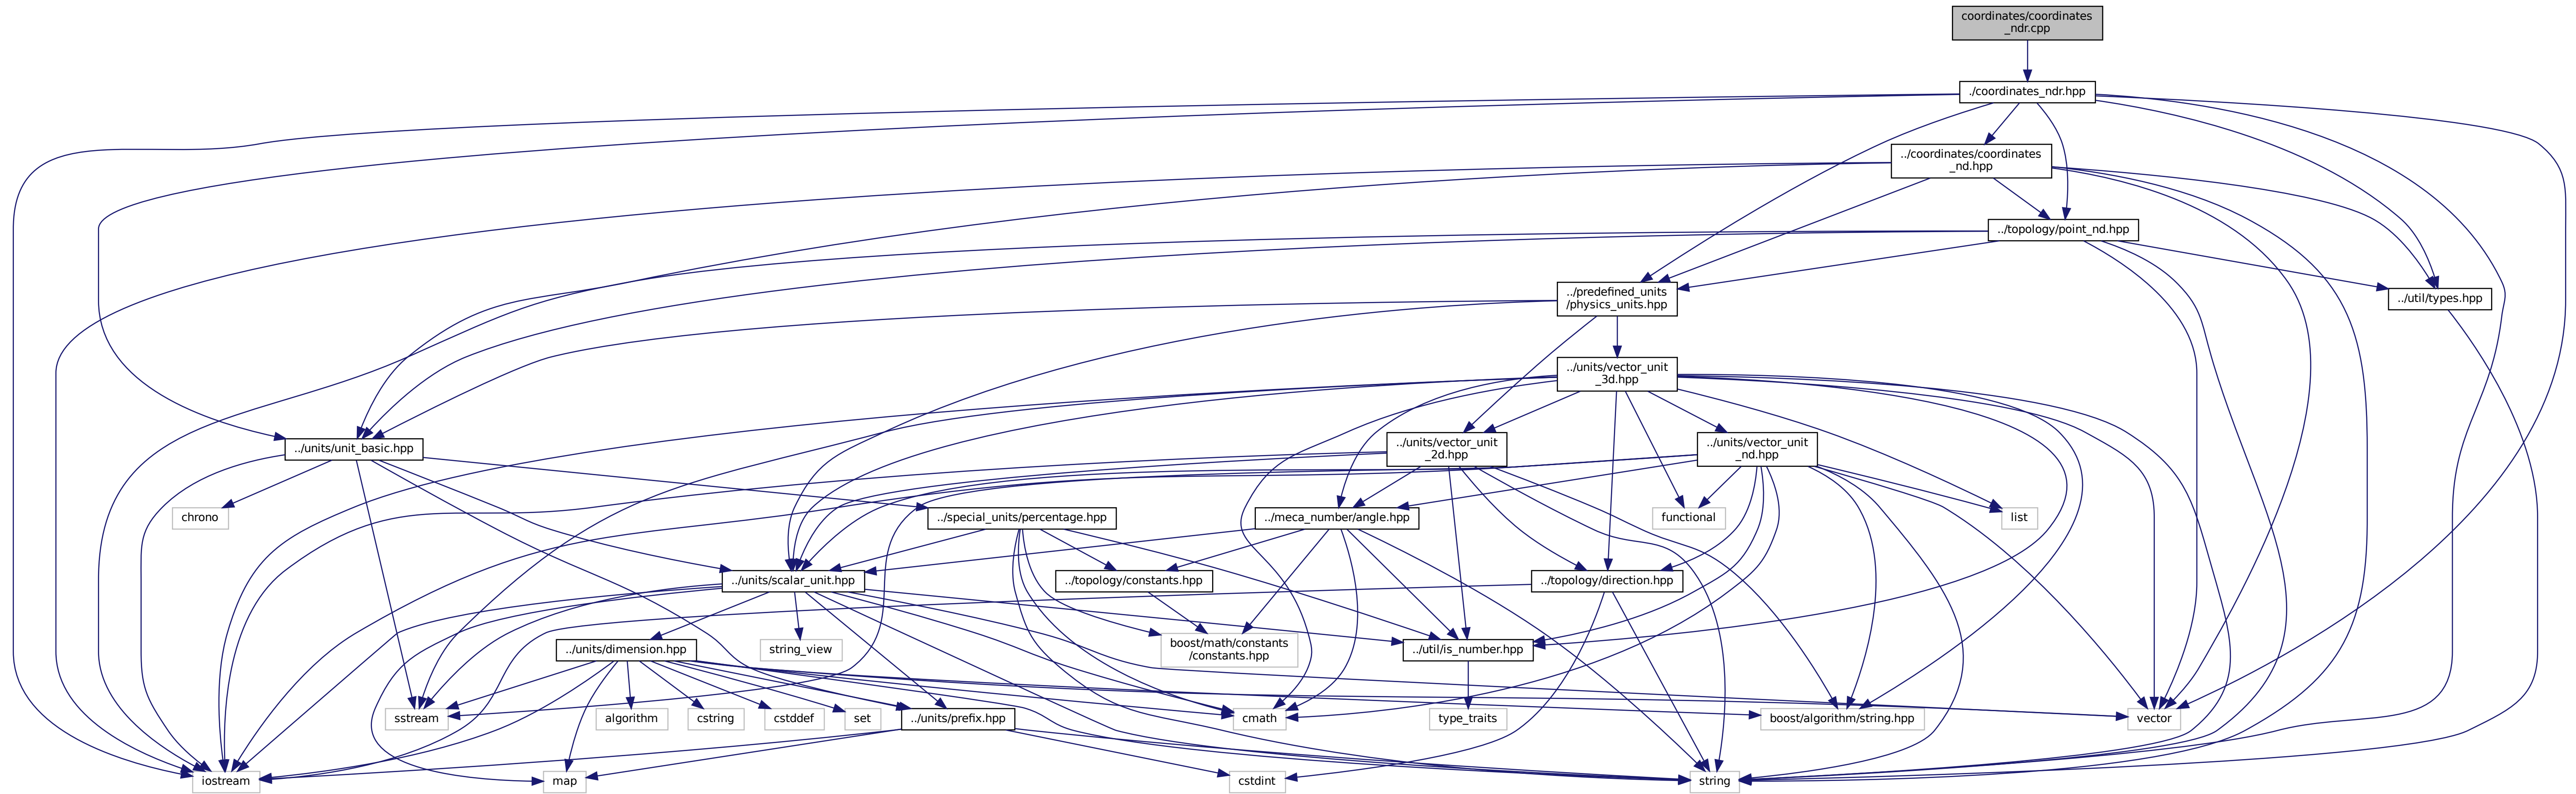 coordinates/coordinates
_ndr.cpp
./coordinates_ndr.hpp
../coordinates/coordinates
_nd.hpp
../topology/point_nd.hpp
../predefined_units
/physics_units.hpp
../util/types.hpp
../units/vector_unit
_3d.hpp
../units/unit_basic.hpp
../units/vector_unit
_2d.hpp
../units/vector_unit
_nd.hpp
chrono
../special_units/percentage.hpp
../meca_number/angle.hpp
functional
list
../units/scalar_unit.hpp
../topology/constants.hpp
../topology/direction.hpp
../units/dimension.hpp
string_view
boost/math/constants
/constants.hpp
../util/is_number.hpp
sstream
algorithm
cstring
cstddef
set
../units/prefix.hpp
cmath
type_traits
boost/algorithm/string.hpp
vector
iostream
map
cstdint
string